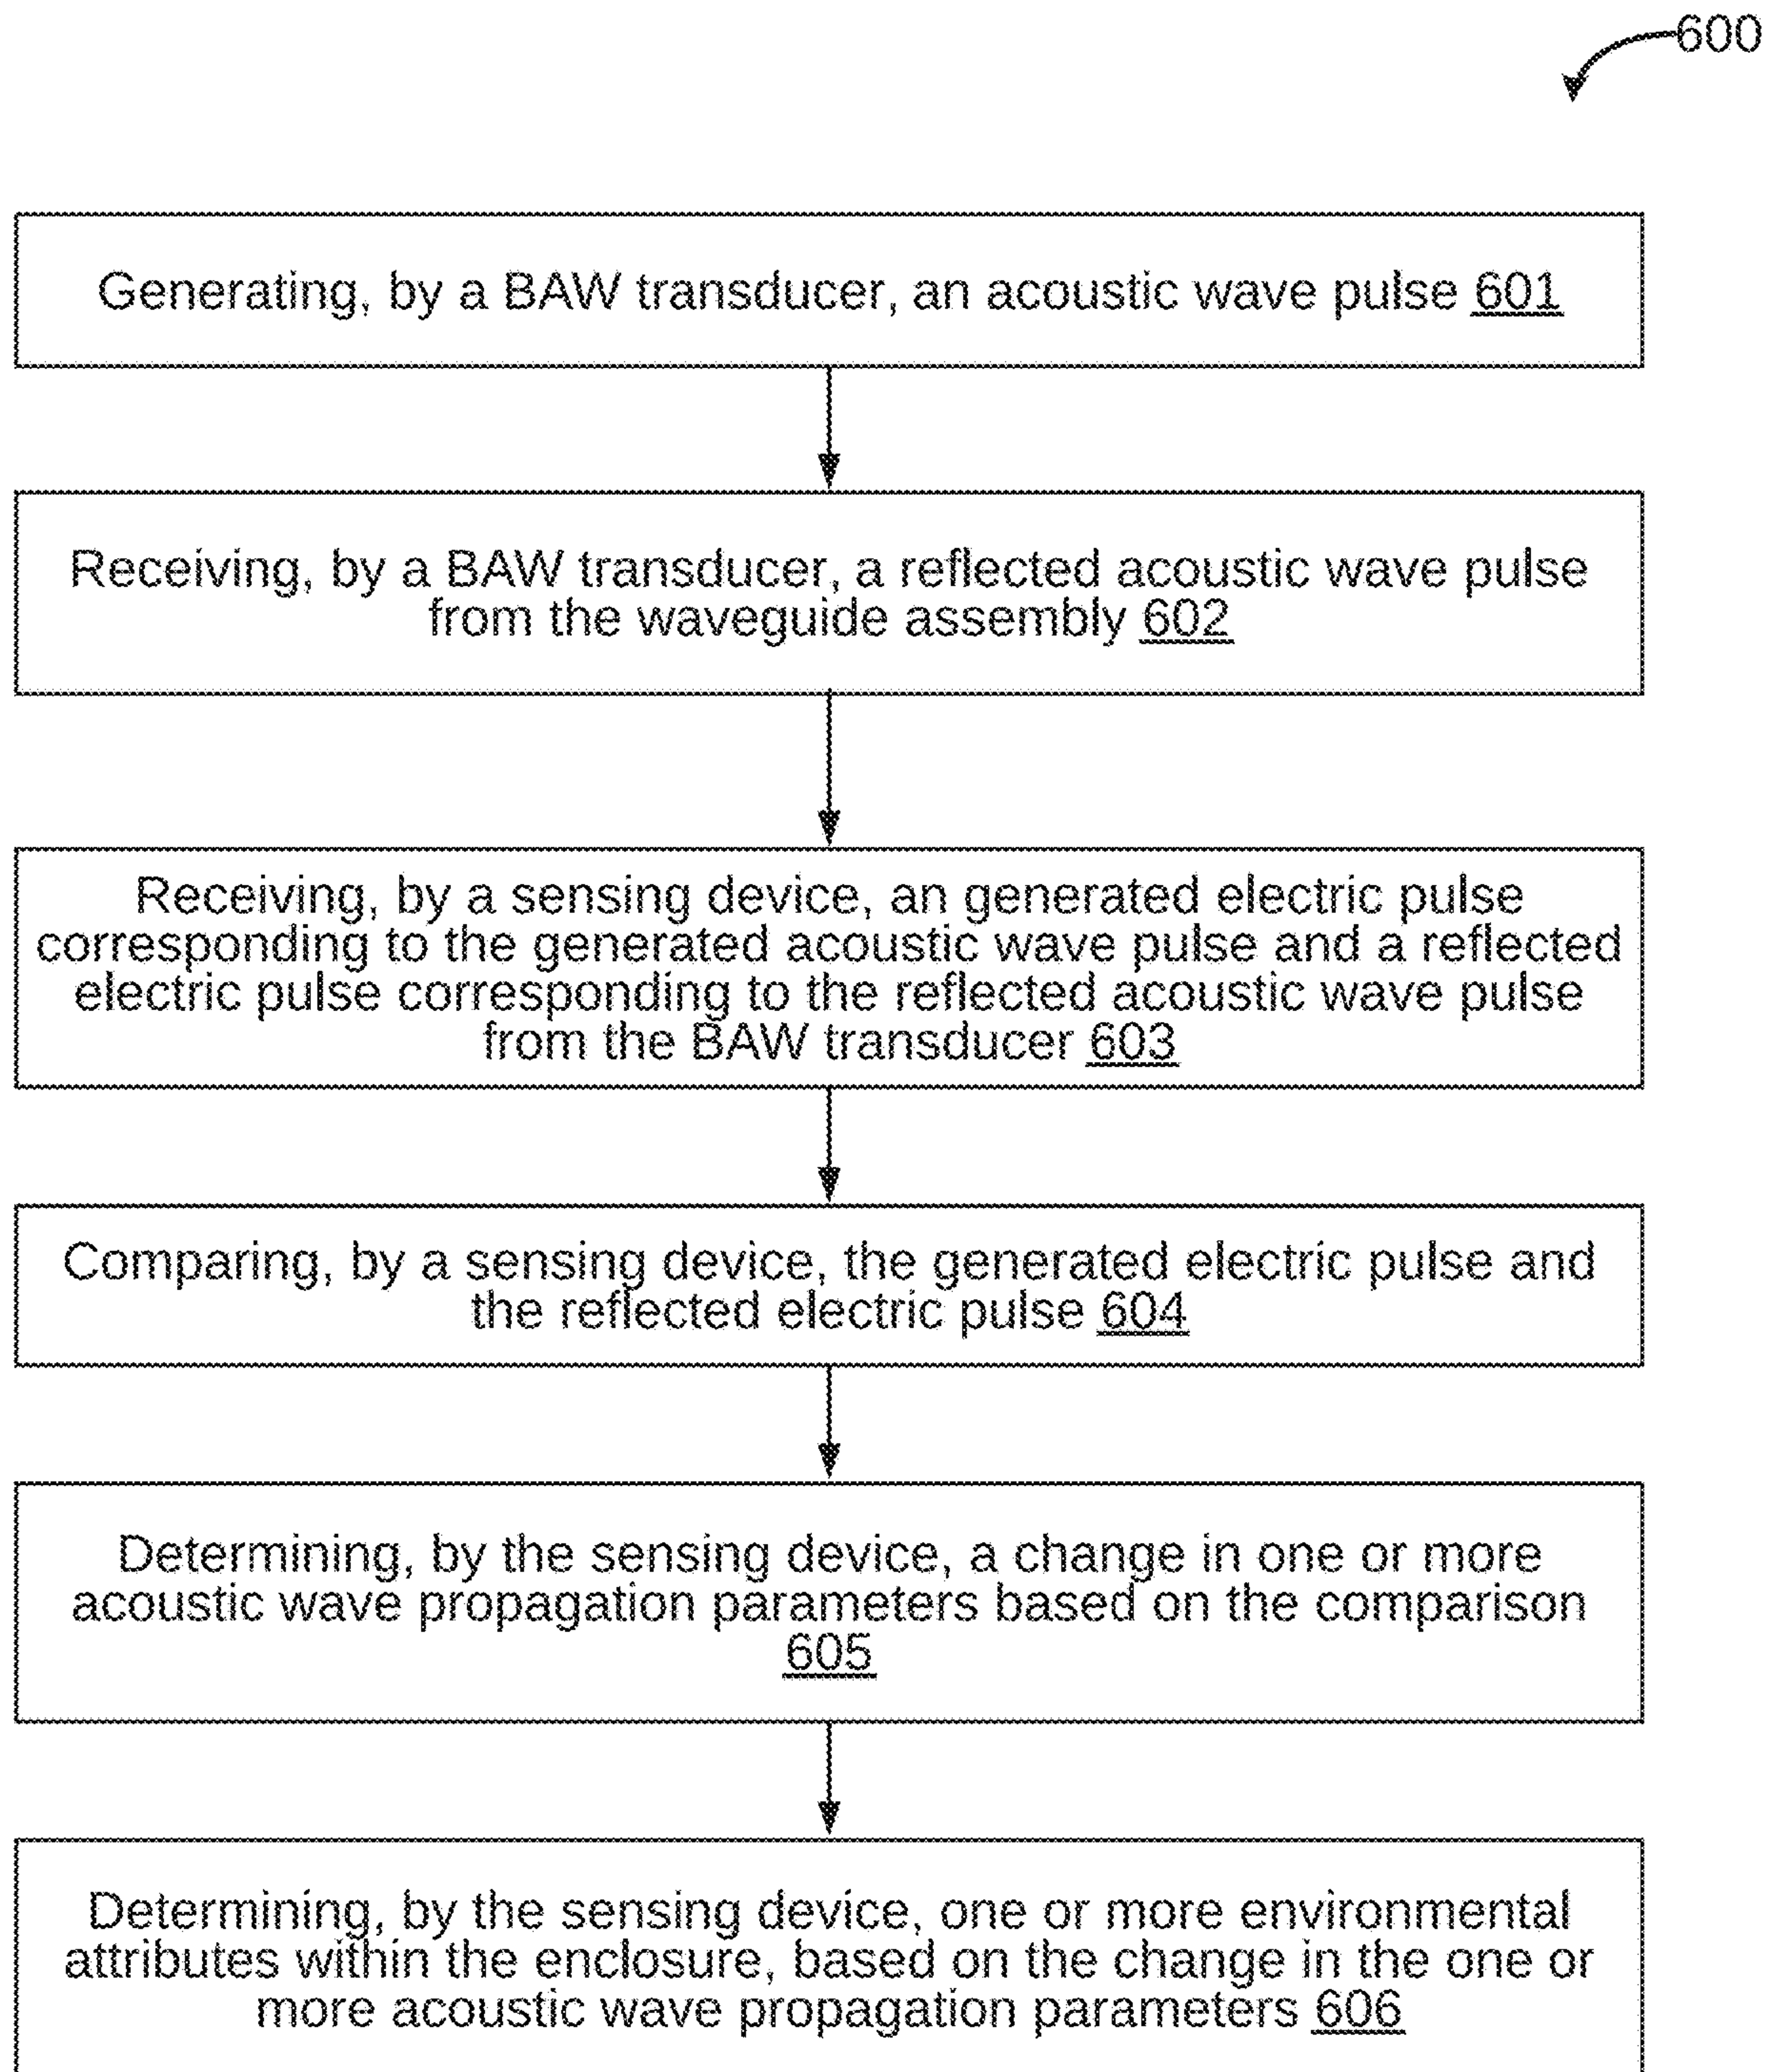 600
Generating, by a BAW transducer, an acoustic wave pulse 601
Receiving, by a BAW transducer, a reflected acoustic wave pulse
from the waveguide assembly 602
Receiving, by a sensing device, an generated electric pulse
corresponding to the generated acoustic wave pulse and a reflected
electric pulse corresponding to the reflected acoustic wave pulse
from the BAW transducer 603
Comparing, by a sensing device, the generated electric pulse and
the reflected electric pulse 604
Determining, by the sensing device, a change in one or more
acoustic wave propagation parameters based on the comparison
605
Determining, by the sensing device, one or more environmental
attributes within the enclosure, based on the change in the one or
more acoustic wave propagation parameters 606